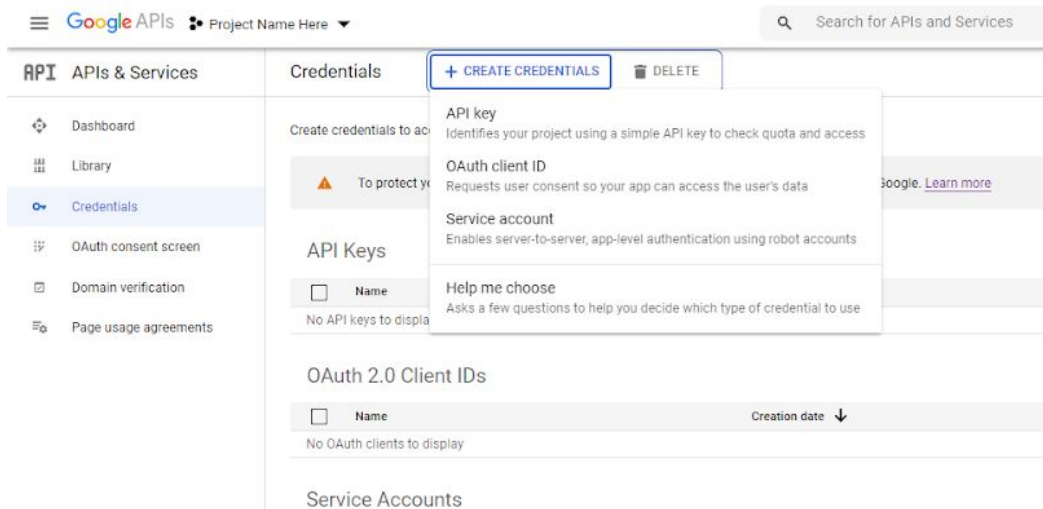 Google APIs Project Name Here Search for APIs and Services
API APIs & Services
Credentials + CREATE CREDENTIALS DELETE
Dashboard
Library
Credentials
OAuth consent screen
Domain verification
Page usage agreements
Create credentials to
API key
Identifies your project using a simple API key to check quota and access
OAuth client ID
Requests user consent so your app can access the user's data
Service account
Enables server-to-server, app-level authentication using robot accounts
Help me choose
Asks a few questions to help you decide which type of credential to use
To protect Google. Learn more
API Keys
Name
No API keys to
OAuth 2.0 Client IDs
Name Creation date
No OAuth clients to display
Service Accounts